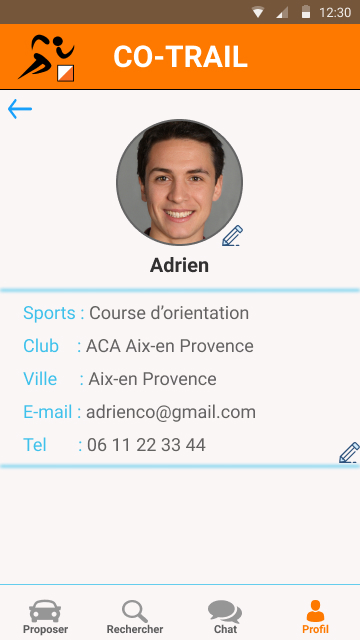 12:30
CO-TRAIL
Adrien
Sports : Course d’orientation
Club : ACA Aix-en Provence
Ville : Aix-en Provence
E-mail : adrienco@gmail.com
Tel : 06 11 22 33 44
Proposer Rechercher Chat Profil